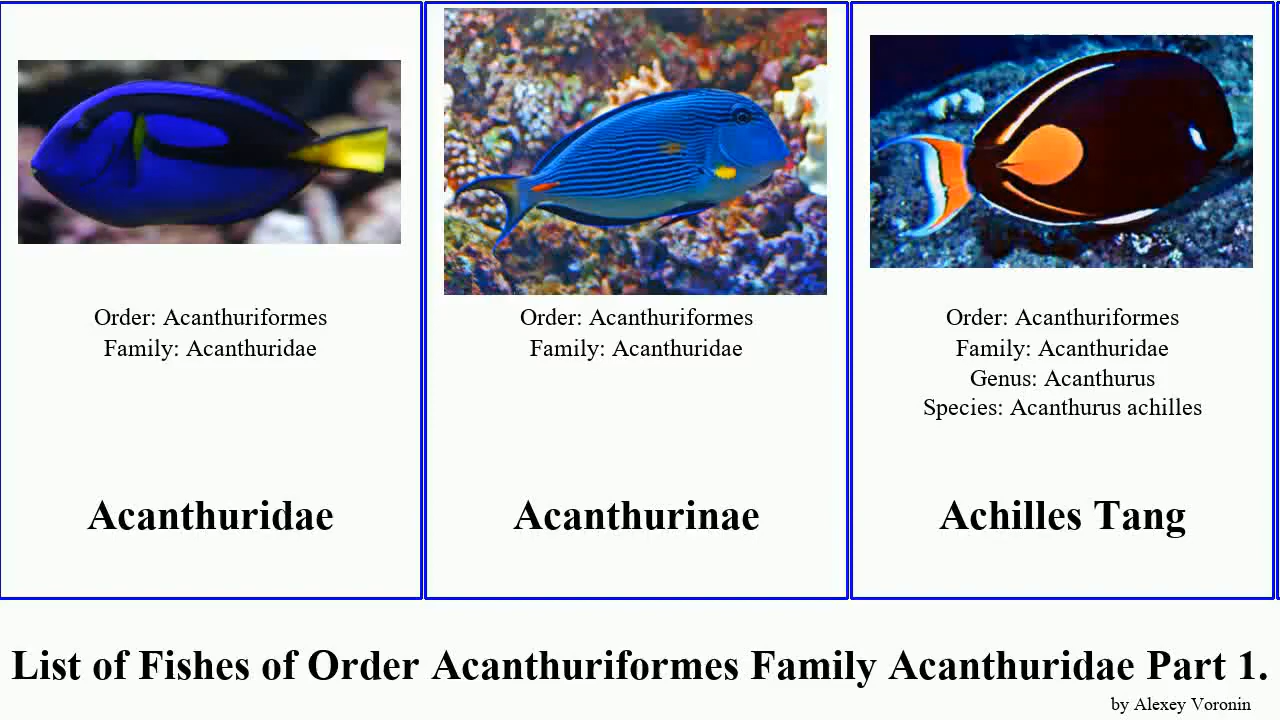 Order: Acanthuriformes
Family: Acanthuridae
Acanthuridae
Order: Acanthuriformes
Family: Acanthuridae
Acanthurinae
Order: Acanthuriformes
Family: Acanthuridae
Genus: Acanthurus
Species: Acanthurus achilles
Achilles Tang
List of Fishes of Order Acanthuriformes Family Acanthuridae Part 1.
by Alexey Voronin